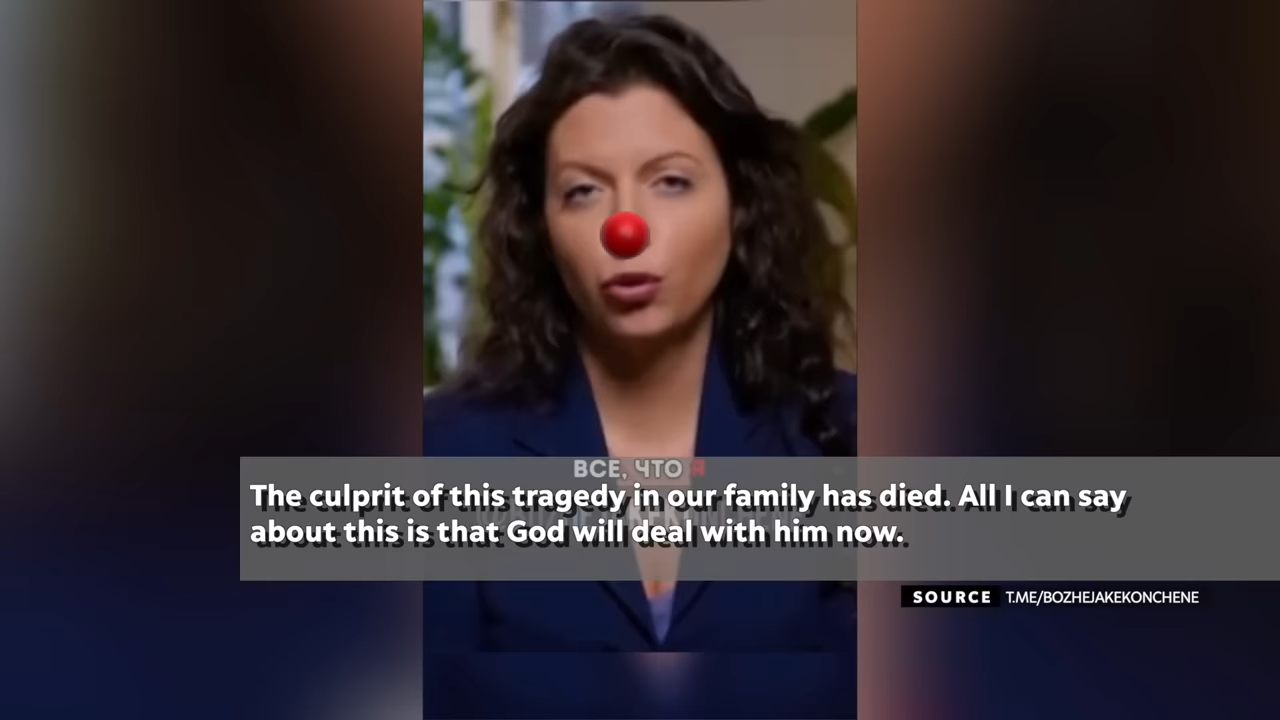 ВСЕ, ЧТО Я
The culprit of this tragedy in our family has died. All I can say
about this is that God will deal with him now.
SOURCE T.ME/BOZHEJAKEKONCHENE